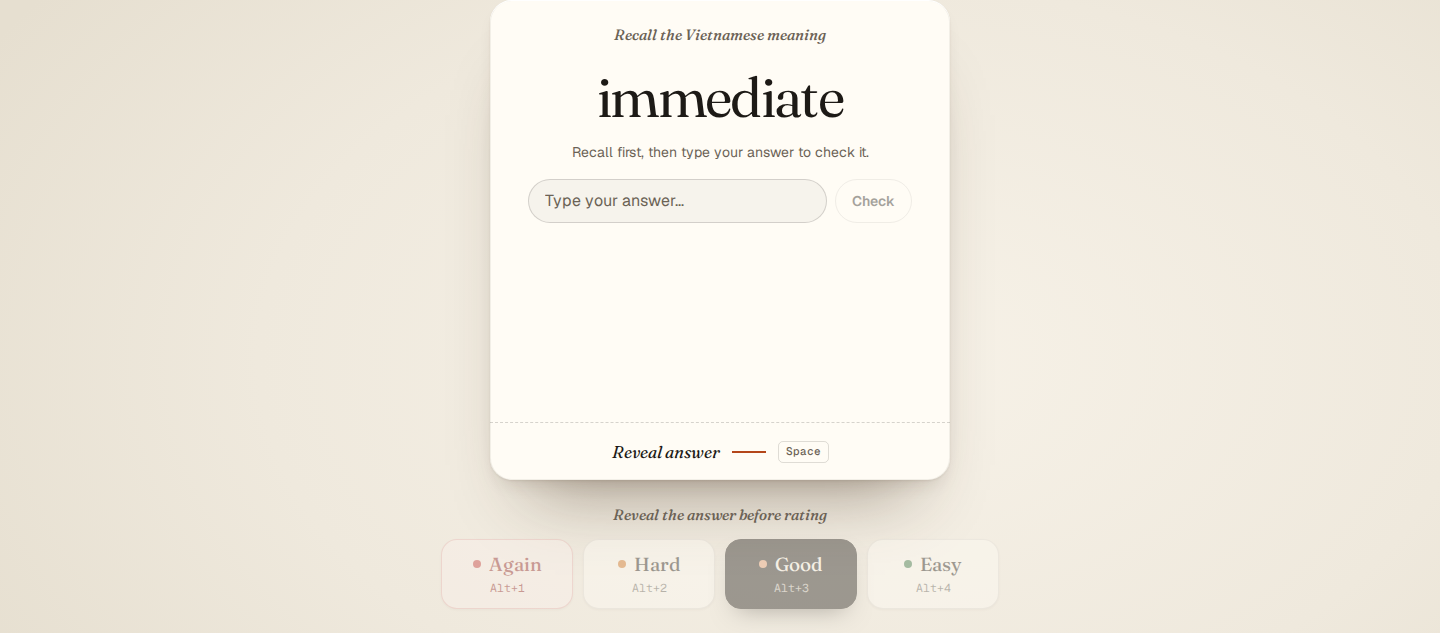 Recall the Vietnamese meaning
immediate
Recall first, then type your answer to check it.
Type your answer... Check
Reveal answer Space
Reveal the answer before rating
Again Hard Good Easy
Alt+1 Alt+2 Alt+3 Alt+4